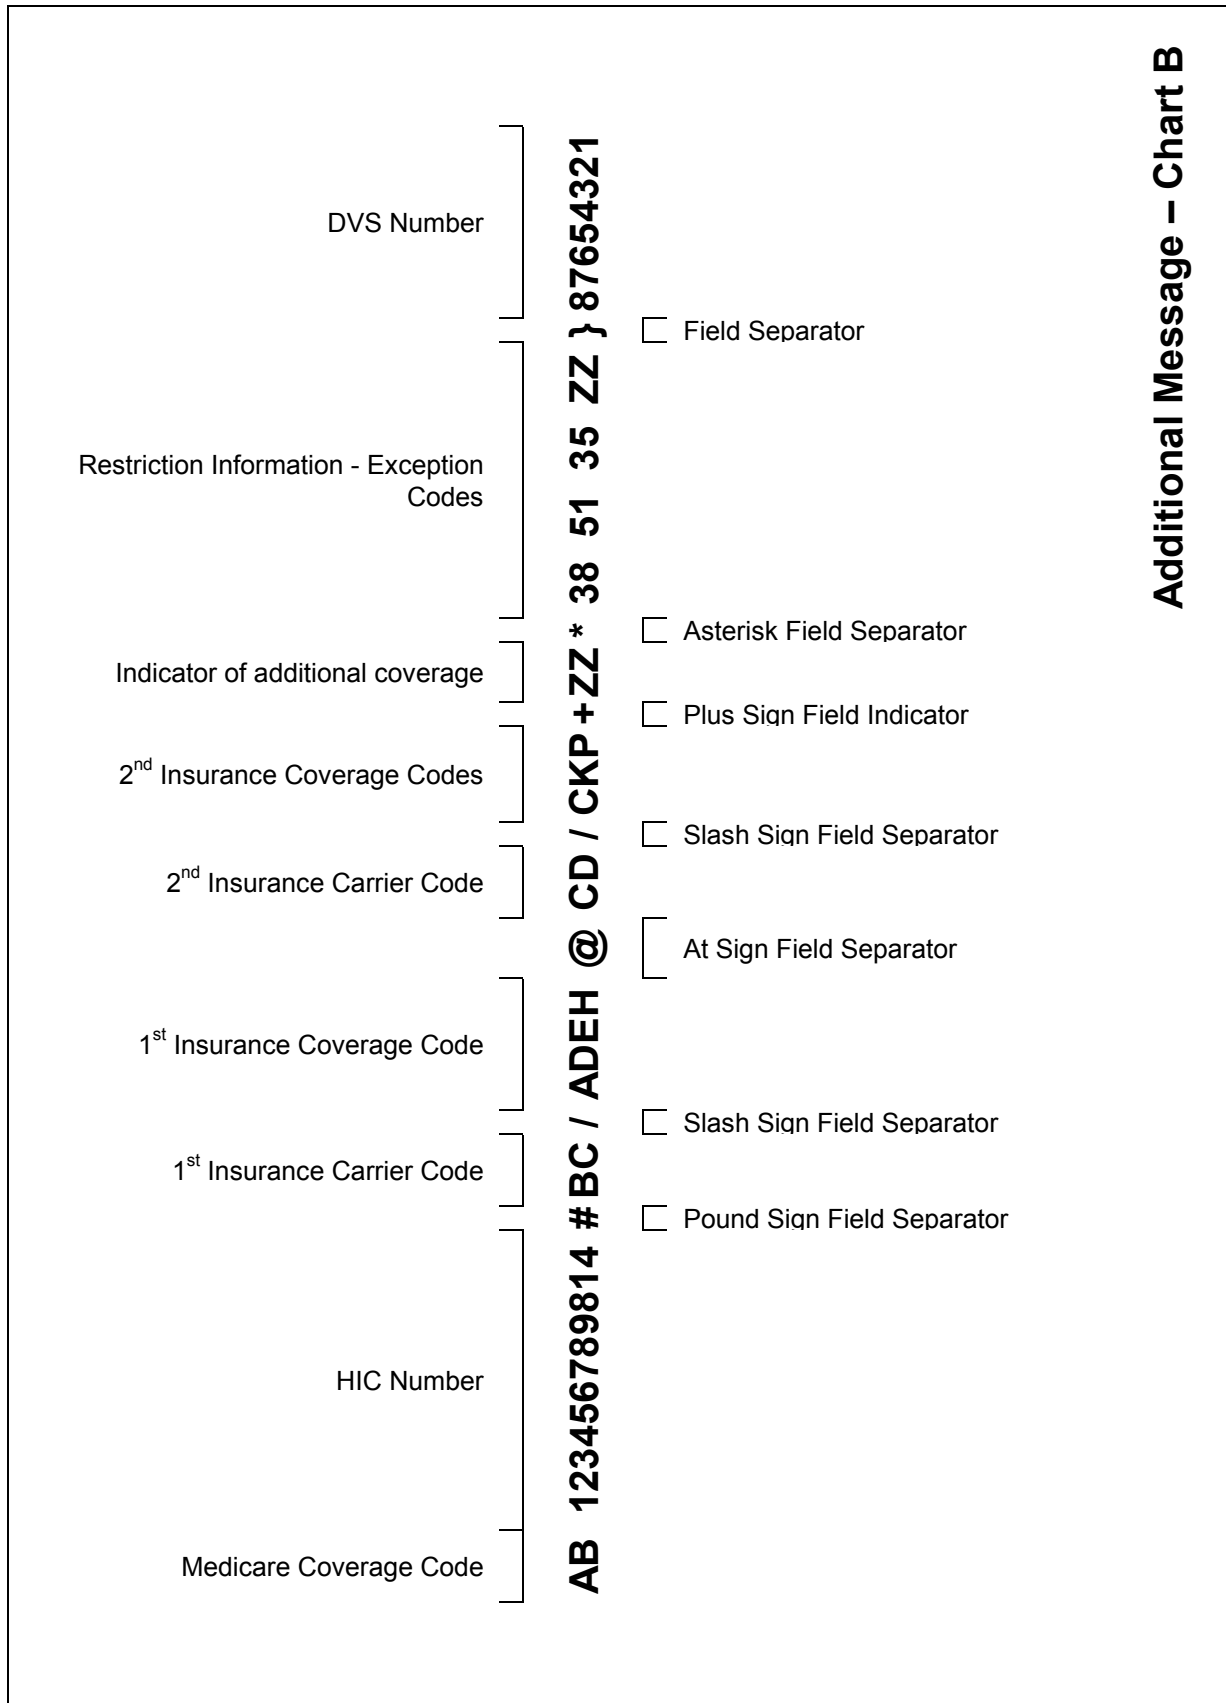 Additional Message – Chart B
DVS Number
Field Separator
Restriction Information - Exception
Codes
Asterisk Field Separator
Indicator of additional coverage
Plus Sign Field Indicator
2nd Insurance Coverage Codes
Slash Sign Field Separator
2nd Insurance Carrier Code
At Sign Field Separator
1st Insurance Coverage Code
Slash Sign Field Separator
1st Insurance Carrier Code
Pound Sign Field Separator
HIC Number
Medicare Coverage Code
AB 123456789814 # BC / ADEH @ CD / CKP + ZZ * 38 51 35 ZZ } 87654321